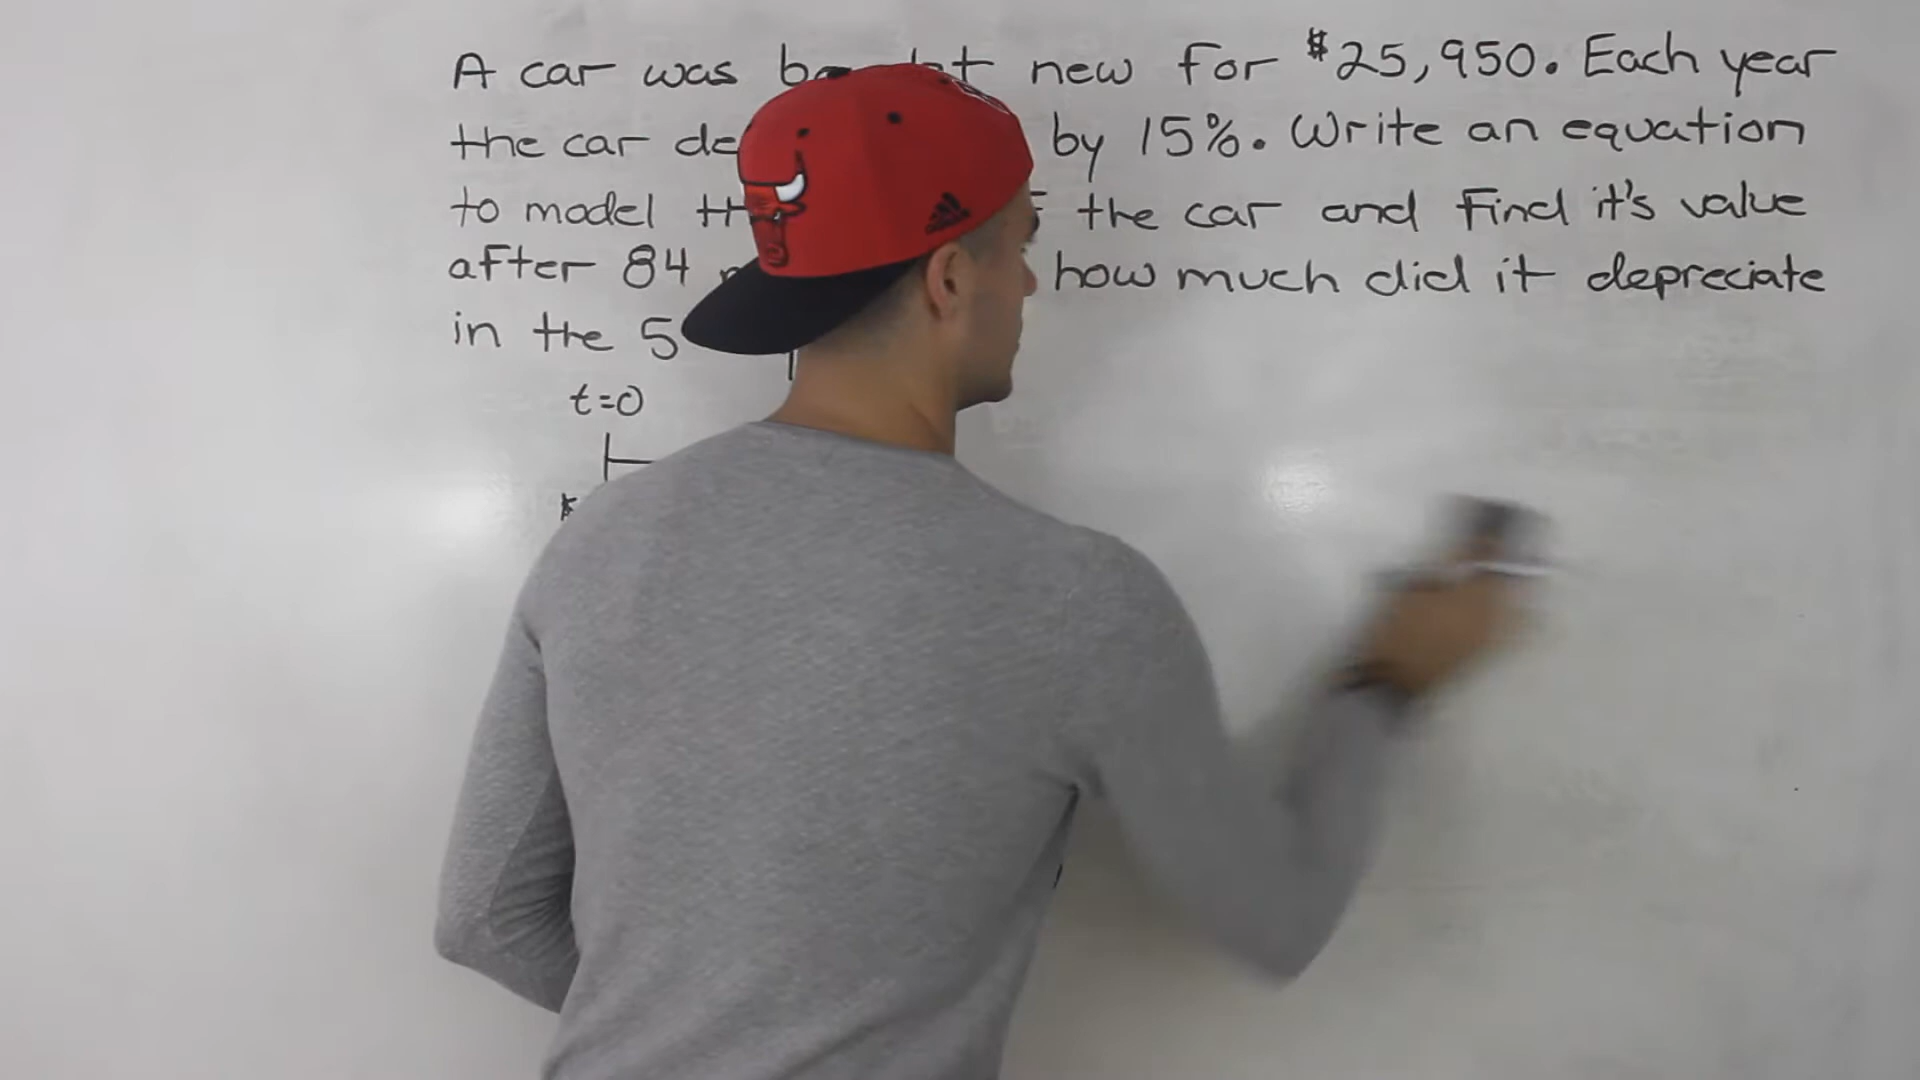 A car was new for $25,950. Each year
the car by 15%. Write an equation
to model the car and find it's value
after 84 how much did it depreciate
in the 5
t=0